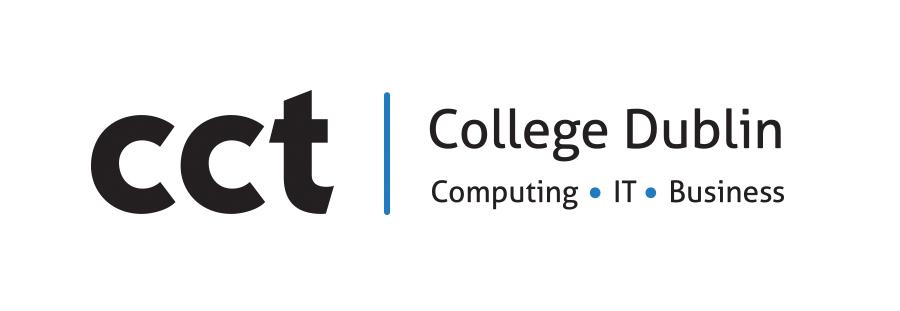 cct
College Dublin
Computing • IT • Business